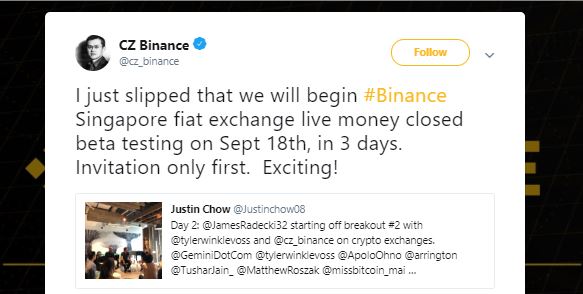 CZ Binance
@cz_binance
Follow
I just slipped that we will begin #Binance
Singapore fiat exchange live money closed
beta testing on Sept 18th, in 3 days.
Invitation only first.  Exciting!
Justin Chow @Justinchow08
Day 2: @JamesRadecki32 starting off breakout #2 with
@tylerwinklevoss and @cz_binance on crypto exchanges.
@GeminiDotCom @tylerwinklevoss @ApoloOhno @arrington
@TusharJain_ @MatthewRoszak @missbitcoin_mai ...